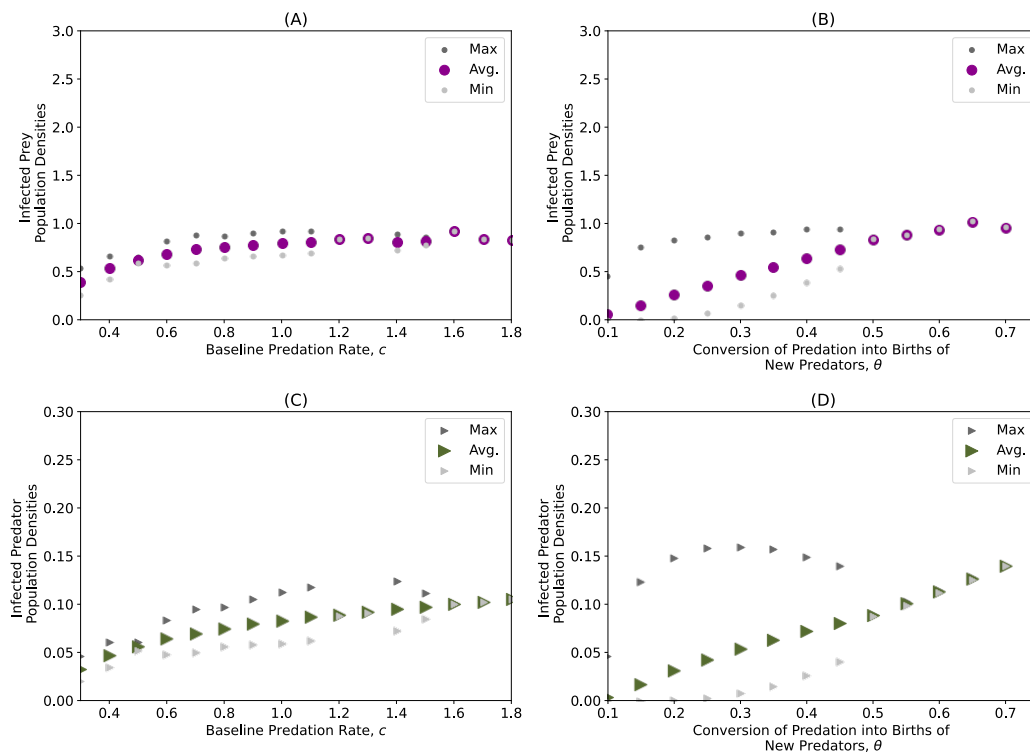 (A)
3.0
2.5
2.0
1.5
1.0
0.5
0.0
Infected Prey
Population Densities
Max
Avg.
Min
0.4 0.6 0.8 1.0 1.2 1.4 1.6 1.8
Baseline Predation Rate, c
(B)
3.0
2.5
2.0
1.5
1.0
0.5
0.0
Infected Prey
Population Densities
Max
Avg.
Min
0.1 0.2 0.3 0.4 0.5 0.6 0.7
Conversion of Predation into Births of
New Predators, θ
(C)
0.30
0.25
0.20
0.15
0.10
0.05
0.00
Infected Predator
Population Densities
Max
Avg.
Min
0.4 0.6 0.8 1.0 1.2 1.4 1.6 1.8
Baseline Predation Rate, c
(D)
0.30
0.25
0.20
0.15
0.10
0.05
0.00
Infected Predator
Population Densities
Max
Avg.
Min
0.1 0.2 0.3 0.4 0.5 0.6 0.7
Conversion of Predation into Births of
New Predators, θ